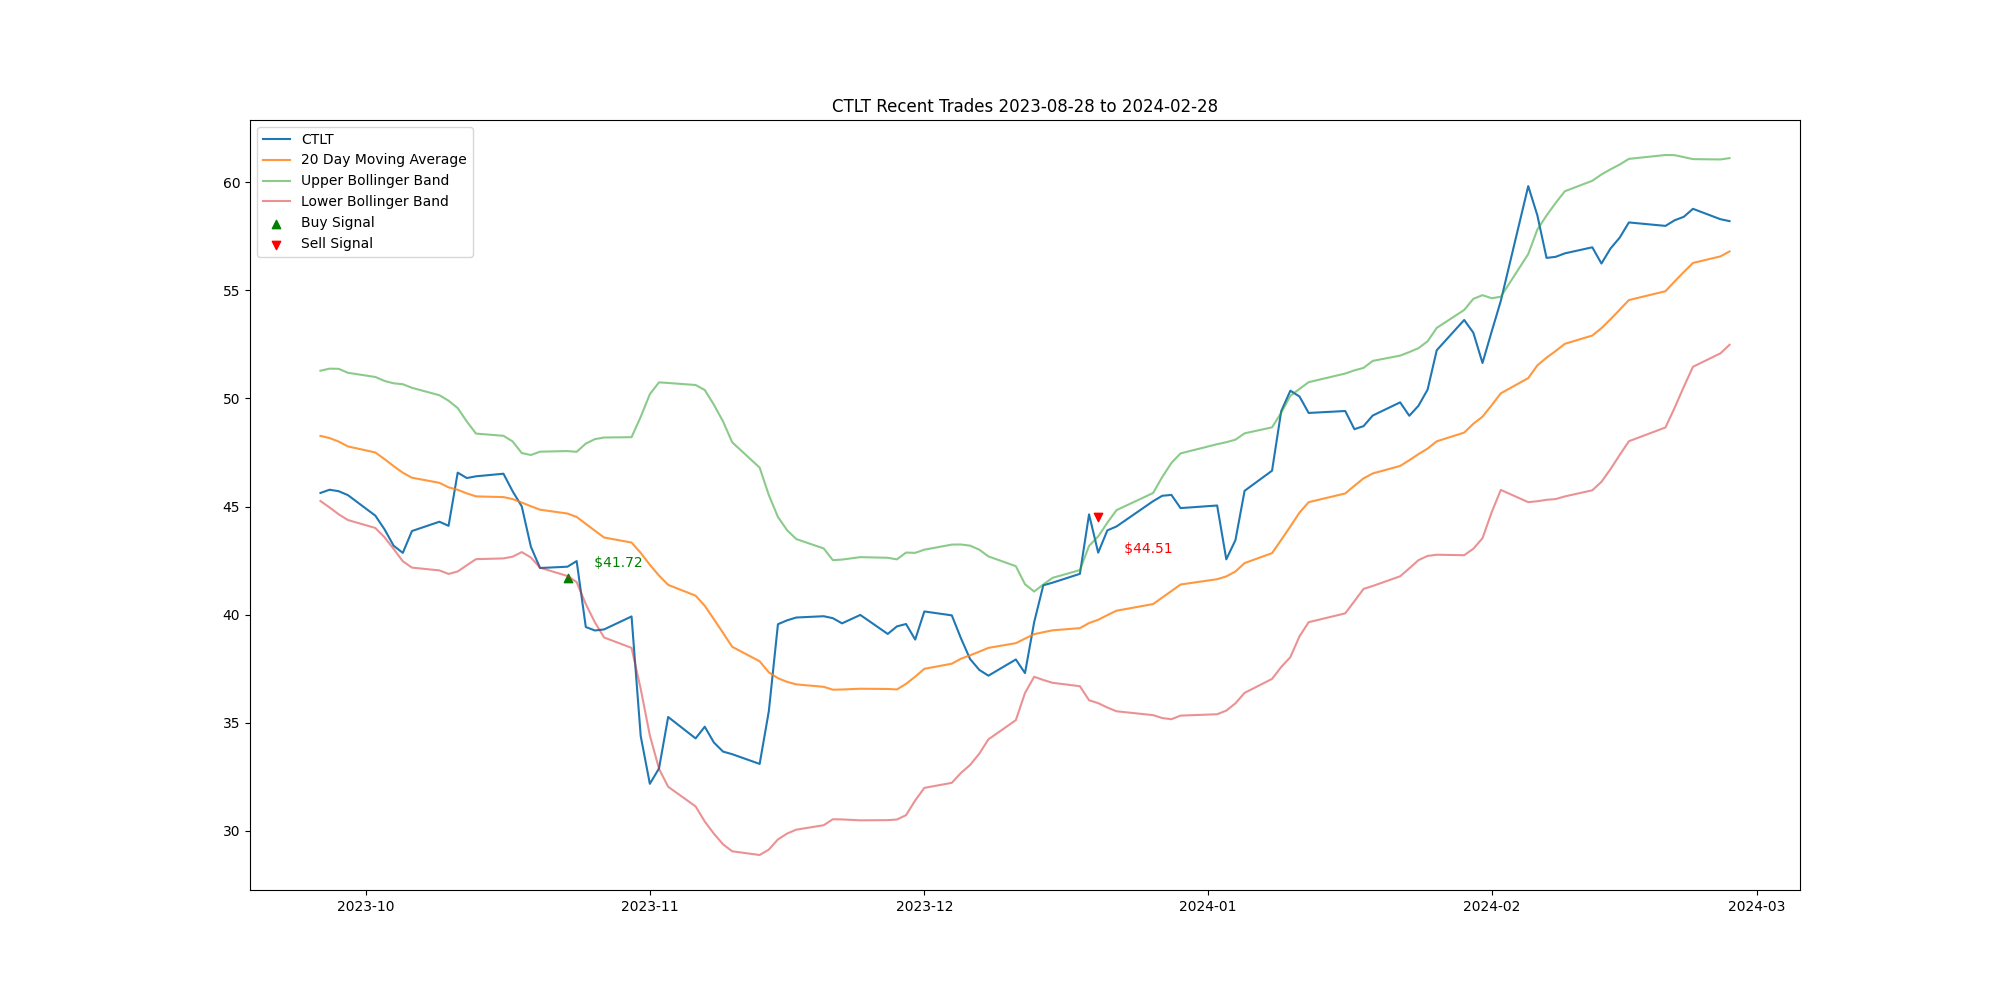 CTLT Recent Trades 2023-08-28 to 2024-02-28
CTLT
20 Day Moving Average
Upper Bollinger Band
Lower Bollinger Band
Buy Signal
Sell Signal
60
55
50
45
40
35
30
$41.72
$44.51
2023-10
2023-11
2023-12
2024-01
2024-02
2024-03